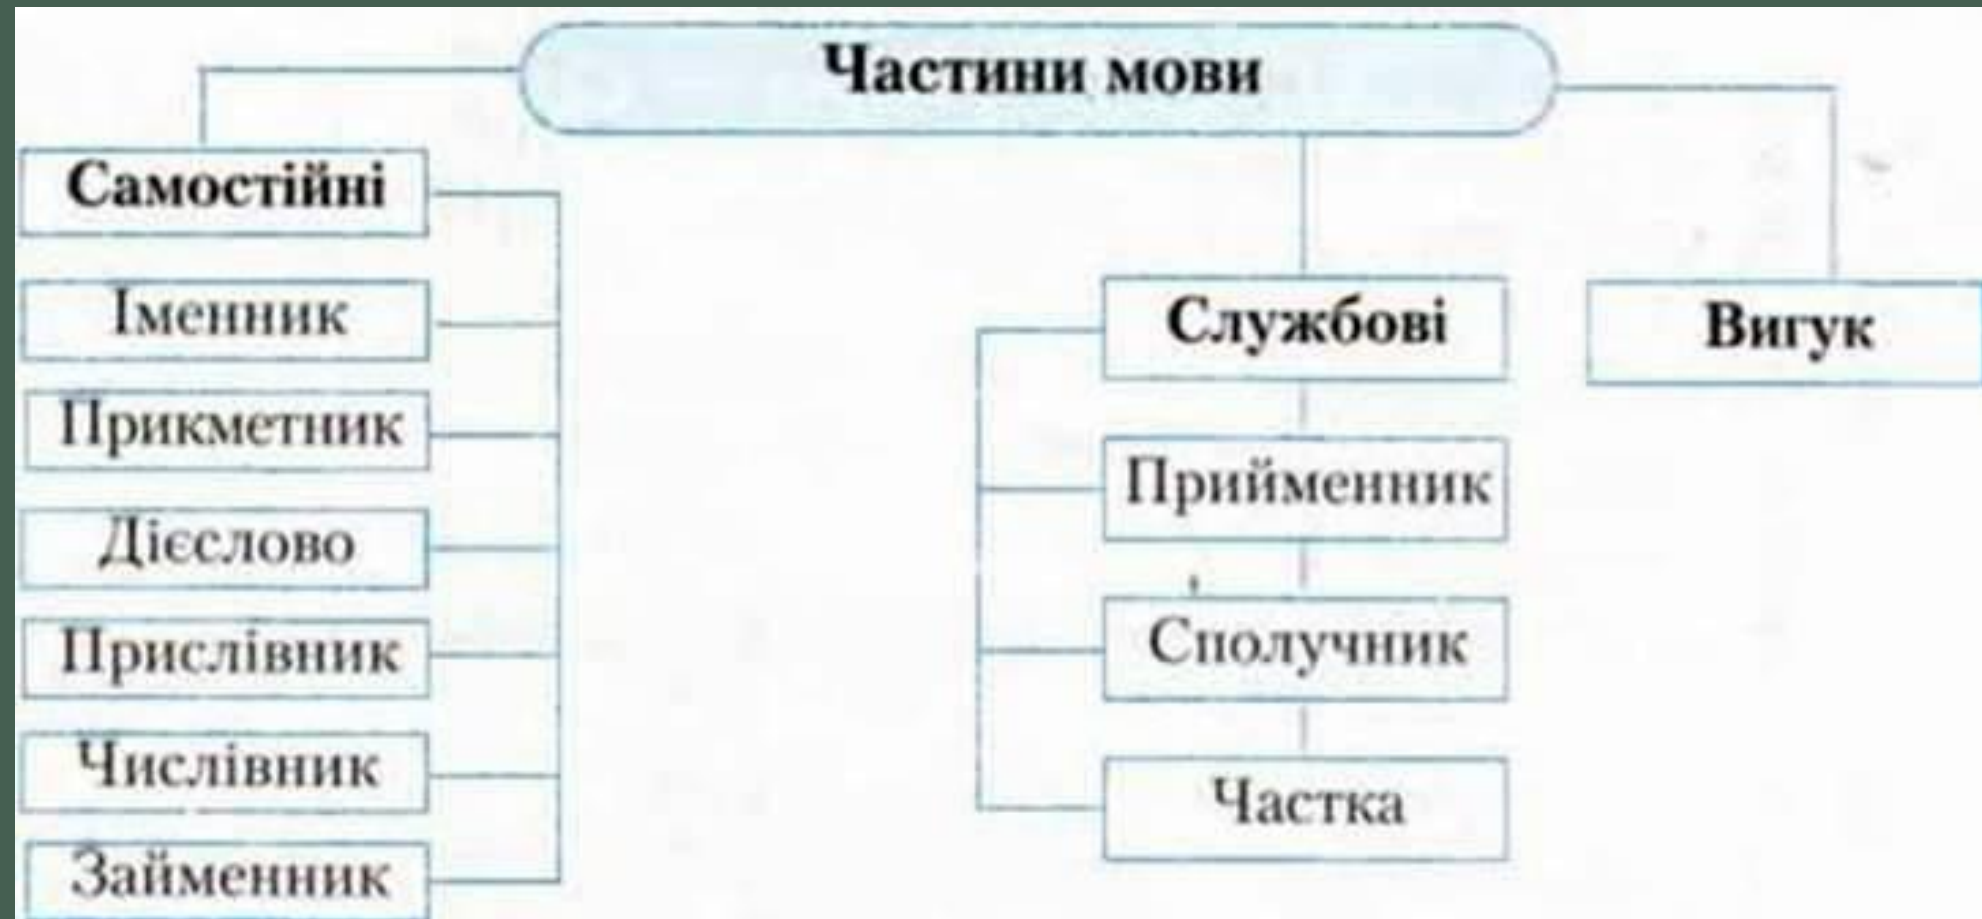 Частини мови
Самостійні
Іменник
Прикметник
Дієслово
Прислівник
Числівник
Займенник
Службові
Прийменник
Сполучник
Частка
Вигук